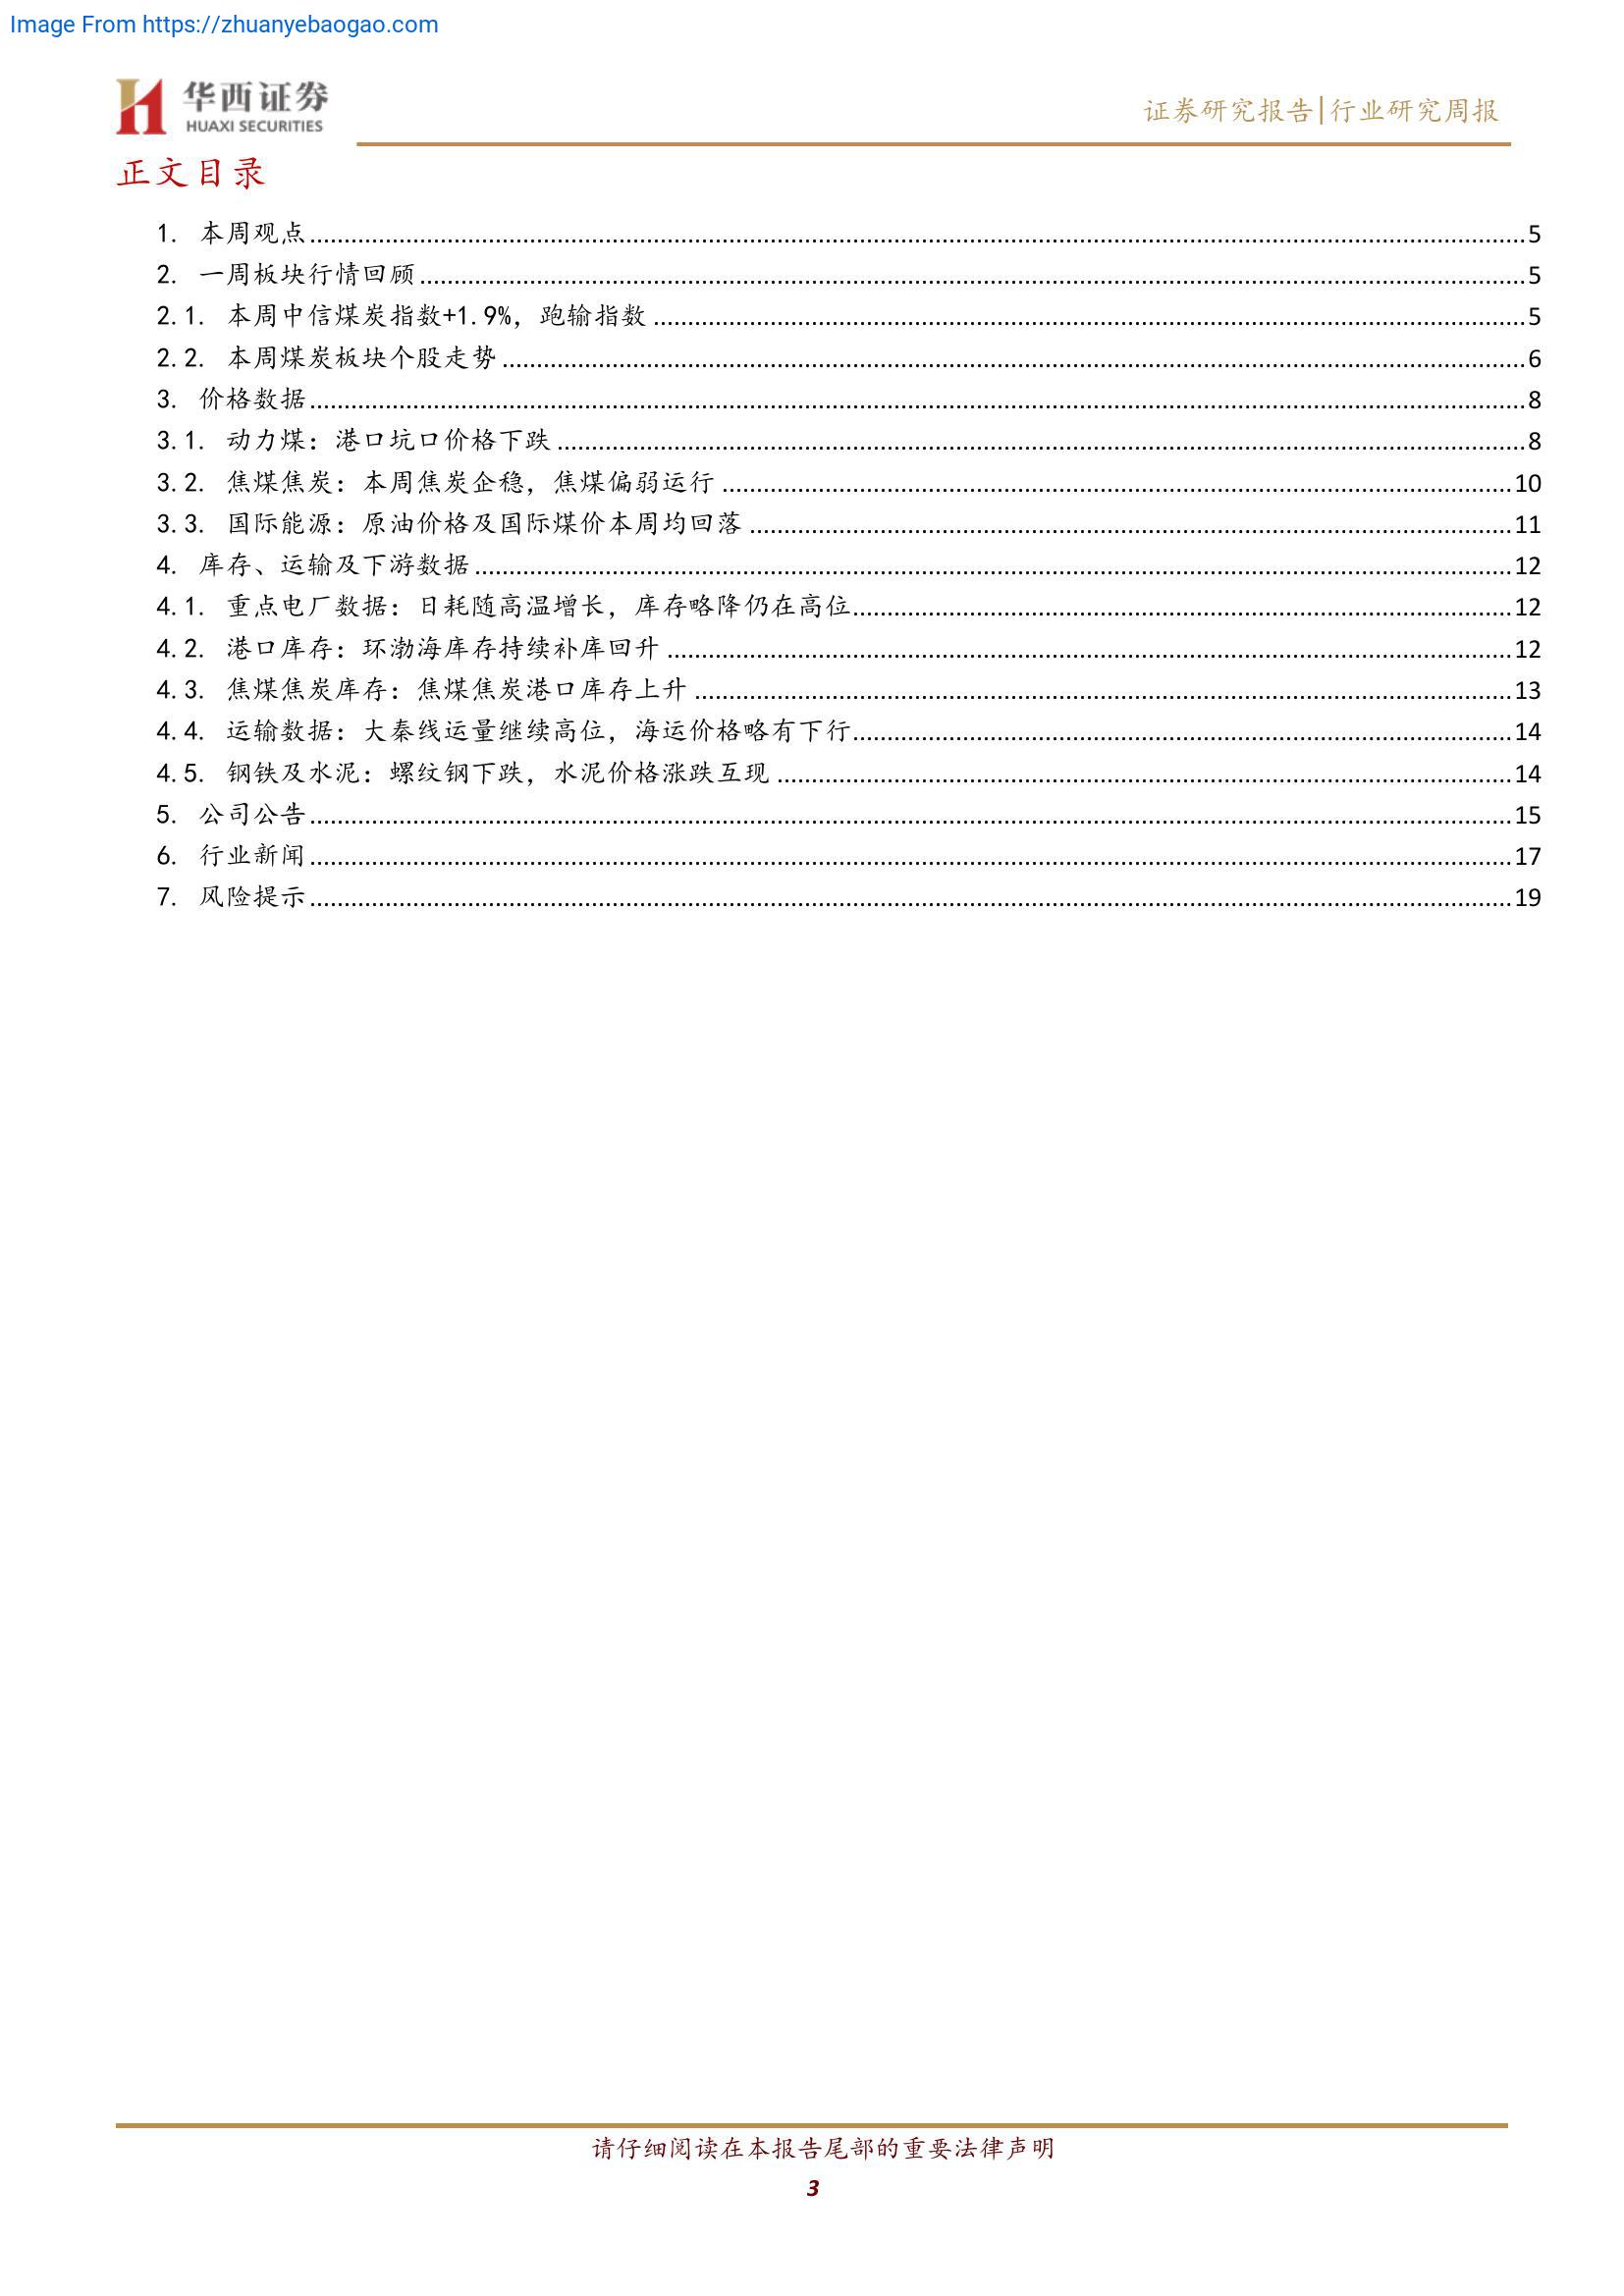 Image From https://zhuanyebaogao.com
华西证券
HUAXI SECURITIES
证券研究报告|行业研究周报
正文目录
1. 本周观点 5
2. 一周板块行情回顾 5
2.1. 本周中信煤炭指数+1.9%，跑输指数 5
2.2. 本周煤炭板块个股走势 6
3. 价格数据 8
3.1. 动力煤：港口坑口价格下跌 8
3.2. 焦煤焦炭：本周焦炭企稳，焦煤偏弱运行 10
3.3. 国际能源：原油价格及国际煤价本周均回落 11
4. 库存、运输及下游数据 12
4.1. 重点电厂数据：日耗随高温增长，库存略降仍在高位 12
4.2. 港口库存：环渤海库存持续补库回升 12
4.3. 焦煤焦炭库存：焦煤焦炭港口库存上升 13
4.4. 运输数据：大秦线运量继续高位，海运价格略有下行 14
4.5. 钢铁及水泥：螺纹钢下跌，水泥价格涨跌互现 14
5. 公司公告 15
6. 行业新闻 17
7. 风险提示 19
请仔细阅读在本报告尾部的重要法律声明
3